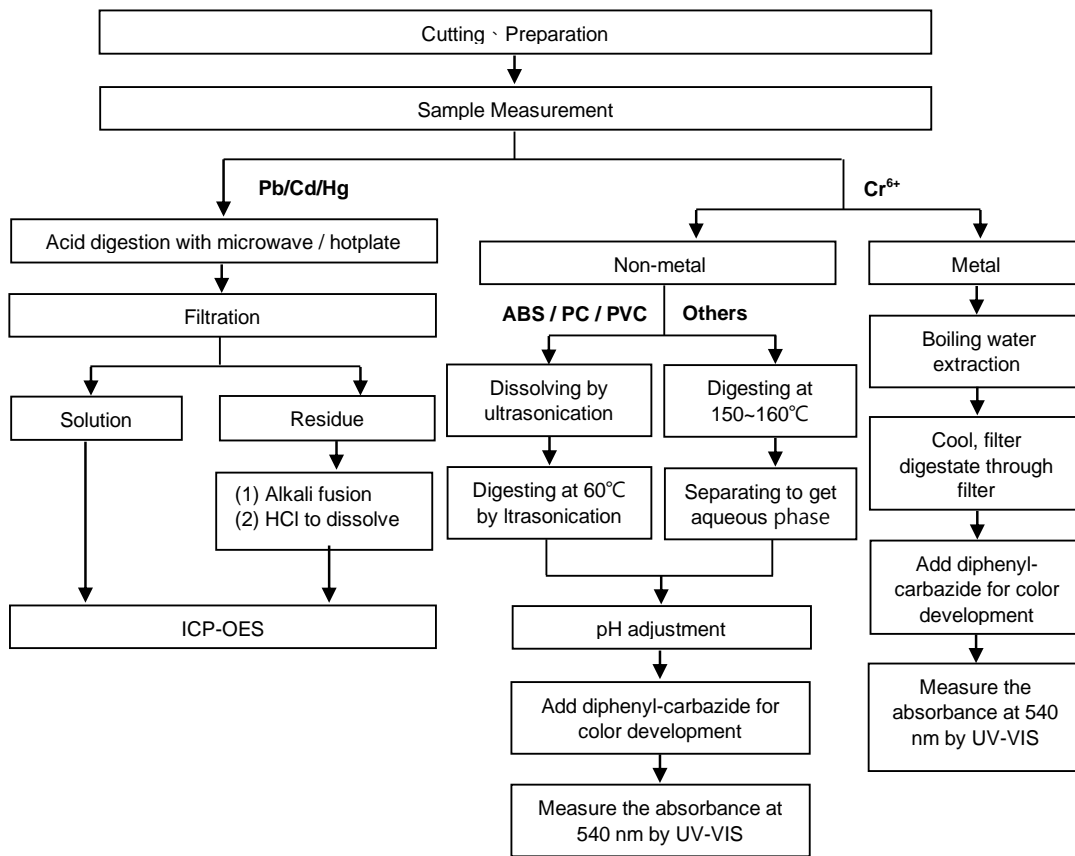 Cutting、Preparation
Sample Measurement
Pb/Cd/Hg
Acid digestion with microwave / hotplate
Filtration
Solution
Residue
(1) Alkali fusion
(2) HCl to dissolve
ICP-OES
Cr6+
Non-metal
ABS / PC / PVC
Others
Dissolving by
ultrasonication
Digesting at
150~160℃
Digesting at 60℃
by ltrasonication
Separating to get
aqueous phase
pH adjustment
Add diphenyl-carbazide for
color development
Measure the absorbance at
540 nm by UV-VIS
Metal
Boiling water
extraction
Cool, filter
digestate through
filter
Add diphenyl-
carbazide for color
development
Measure the
absorbance at 540
nm by UV-VIS